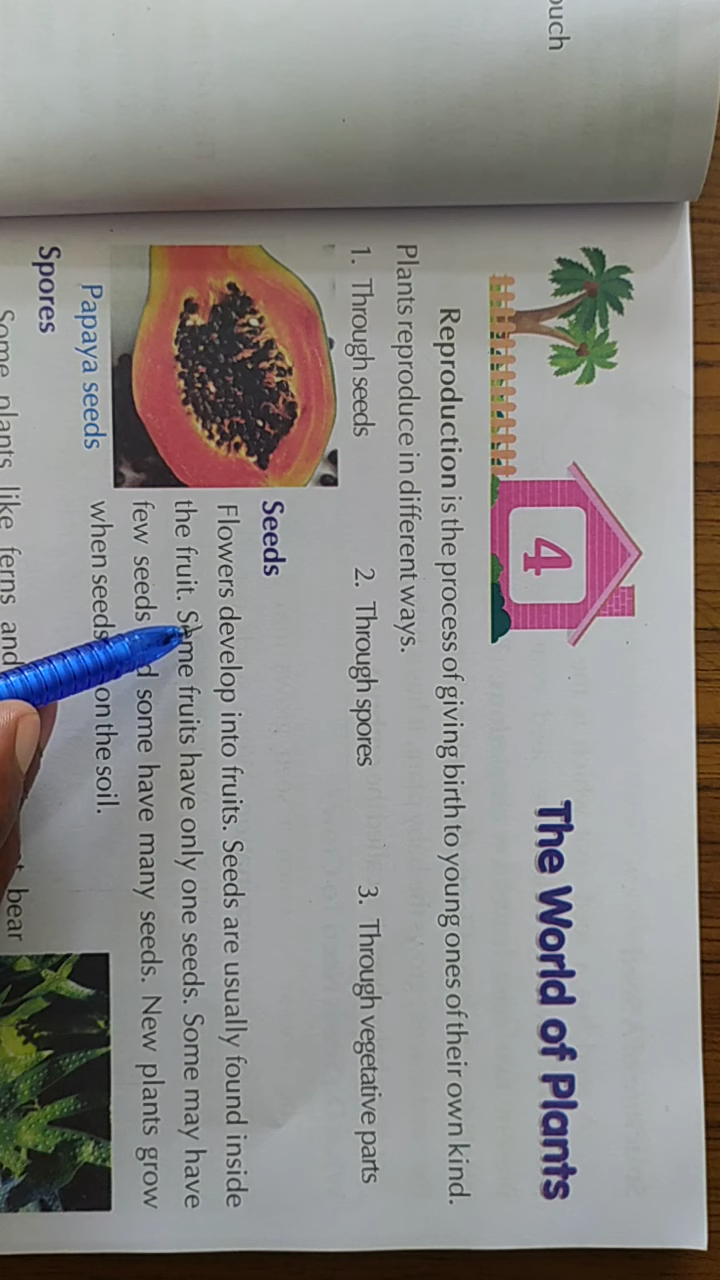 ouch
4
The World of Plants
Reproduction is the process of giving birth to young ones of their own kind.
Plants reproduce in different ways.
1. Through seeds 2. Through spores 3. Through vegetative parts
Seeds
Flowers develop into fruits. Seeds are usually found inside
the fruit. Some fruits have only one seeds. Some may have
few seeds some have many seeds. New plants grow
when seeds on the soil.
Papaya seeds
Spores
Some plants like ferns and bear